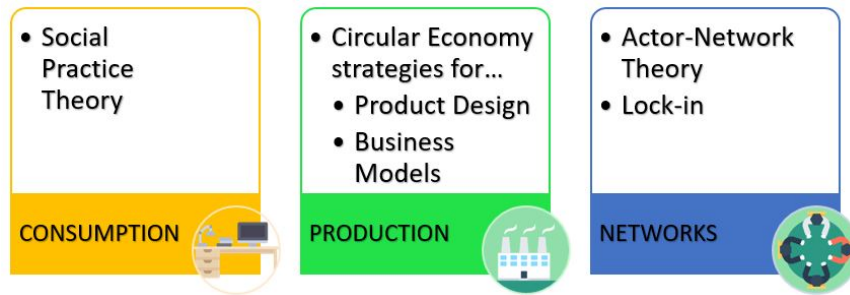 • Social
Practice
Theory
CONSUMPTION
• Circular Economy
strategies for…
• Product Design
• Business
Models
PRODUCTION
• Actor-Network
Theory
• Lock-in
NETWORKS